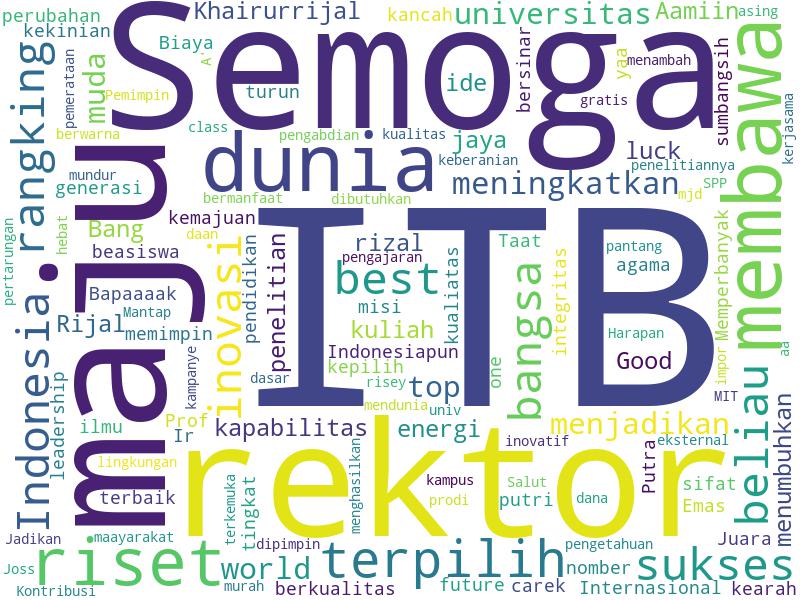 perubahan
Khairurrijal
kancah
universitas
Aamiin
asing
kekinian
Semoga
Biaya
A'
muda
Pemimpin
turun
ide
bersinar
yaa
menambah
gratis
sumbangsih
membawa
pemerataan
rangking
berwarna
class
pengabdian
kualitas
jaya
luck
kerjasama
dunia
keberanian
penelitiannya
mundur
generasi
meningkatkan
mjd
SPP
bermanfaat
dibutuhkan
hebat
Bang
kemajuan
ITB
maju.
beasiswa
daan
inovasi
pendidikan
penelitian
rizal
pengajaran
best
kualiatas
Taat
bangsa
integritas
pantang
agama
Memperbanyak
pertarungan
Bapaaaak
Mantap
Rijal
memimpin
misi
kuliah
Indonesiapun
kepilih
Harapan
Good
Indonesia
leadership
kampanye
dasar
risey
top
one
impor
aa
mendunia
univ
MIT
ilmu
Prof
Ir
kapabilitas
energi
menjadikan
beliau
menumbuhkan
inovatif
eksternal
lingkungan
rektor
terbaik
menghasilkan
kampus
Salut
Putra
sifat
prodi
putri
dana
Emas
terkemuka
tingkat
Jadikan
maayarakat
dipimpin
pengetahuan
Juara
Joss
riset
world
terpilih
nomber
sukses
Kontribusi
murah
berkualitas
future
carek
Internasional
kearah